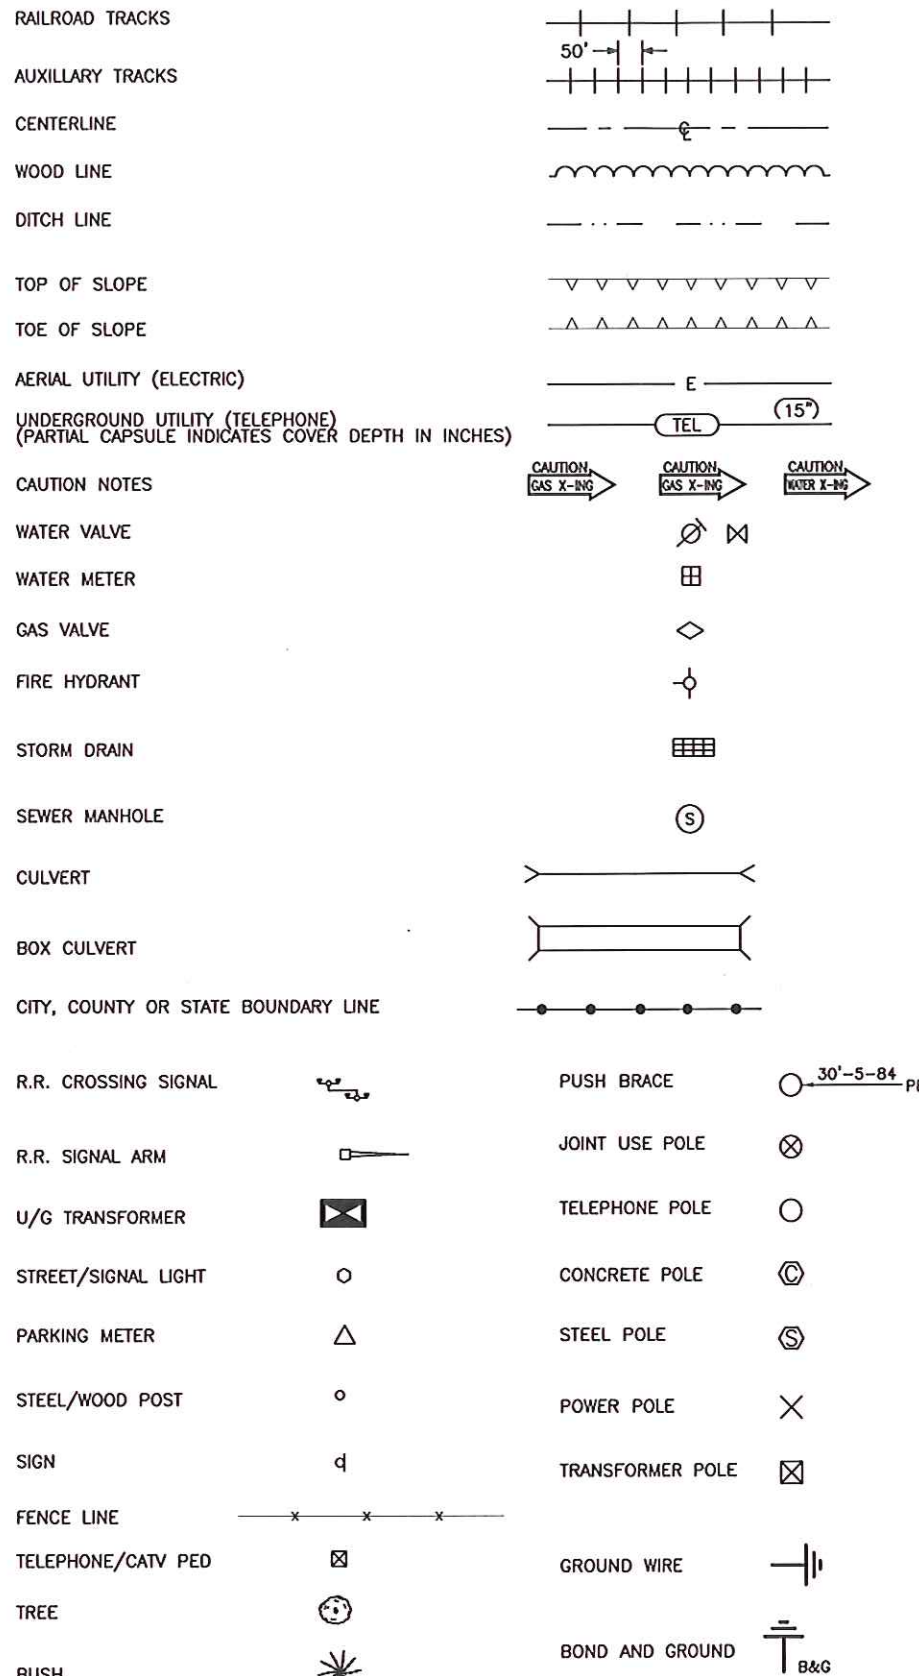 RAILROAD TRACKS
50'
AUXILLARY TRACKS
CENTERLINE
℄
WOOD LINE
DITCH LINE
TOP OF SLOPE
TOE OF SLOPE
AERIAL UTILITY (ELECTRIC)
E
UNDERGROUND UTILITY (TELEPHONE)
(PARTIAL CAPSULE INDICATES COVER DEPTH IN INCHES)
TEL
(15")
CAUTION NOTES
CAUTION
GAS X-ING
CAUTION
GAS X-ING
CAUTION
WATER X-ING
WATER VALVE
WATER METER
GAS VALVE
FIRE HYDRANT
STORM DRAIN
SEWER MANHOLE
S
CULVERT
BOX CULVERT
CITY, COUNTY OR STATE BOUNDARY LINE
R.R. CROSSING SIGNAL
R.R. SIGNAL ARM
U/G TRANSFORMER
STREET/SIGNAL LIGHT
PARKING METER
STEEL/WOOD POST
SIGN
FENCE LINE
x x x
TELEPHONE/CATV PED
TREE
BUSH
PUSH BRACE
30'-5-84
JOINT USE POLE
TELEPHONE POLE
CONCRETE POLE
C
STEEL POLE
S
POWER POLE
TRANSFORMER POLE
GROUND WIRE
BOND AND GROUND
B&G